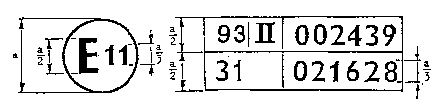 a
a/2
E 11
a/3
a/2
93 II 002439
a/2
31 021628
a/3